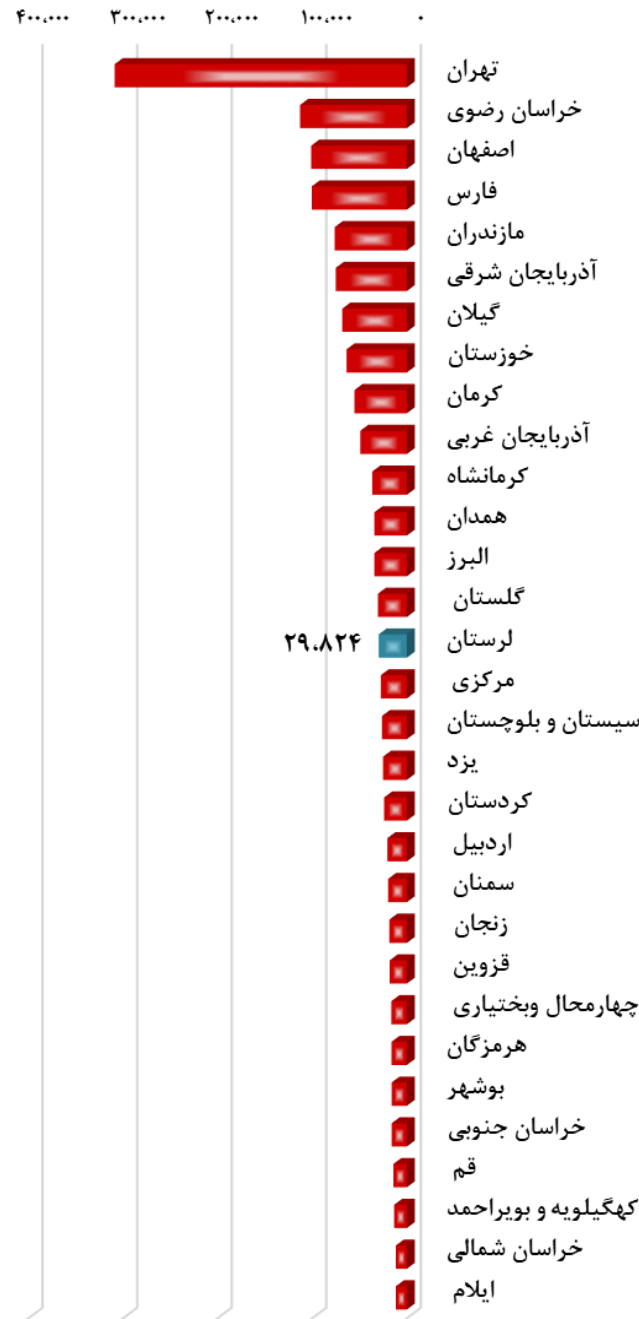 ۴۰۰،۰۰۰ ۳۰۰،۰۰۰ ۲۰۰،۰۰۰ ۱۰۰،۰۰۰ ۰
تهران
خراسان رضوی
اصفهان
فارس
مازندران
آذربایجان شرقی
گیلان
خوزستان
کرمان
آذربایجان غربی
کرمانشاه
همدان
البرز
گلستان
لرستان
۲۹،۸۲۴
مرکزی
سیستان و بلوچستان
یزد
کردستان
اردبیل
سمنان
زنجان
قزوین
چهارمحال وبختیاری
هرمزگان
بوشهر
خراسان جنوبی
قم
کهگیلویه و بویراحمد
خراسان شمالی
ایلام